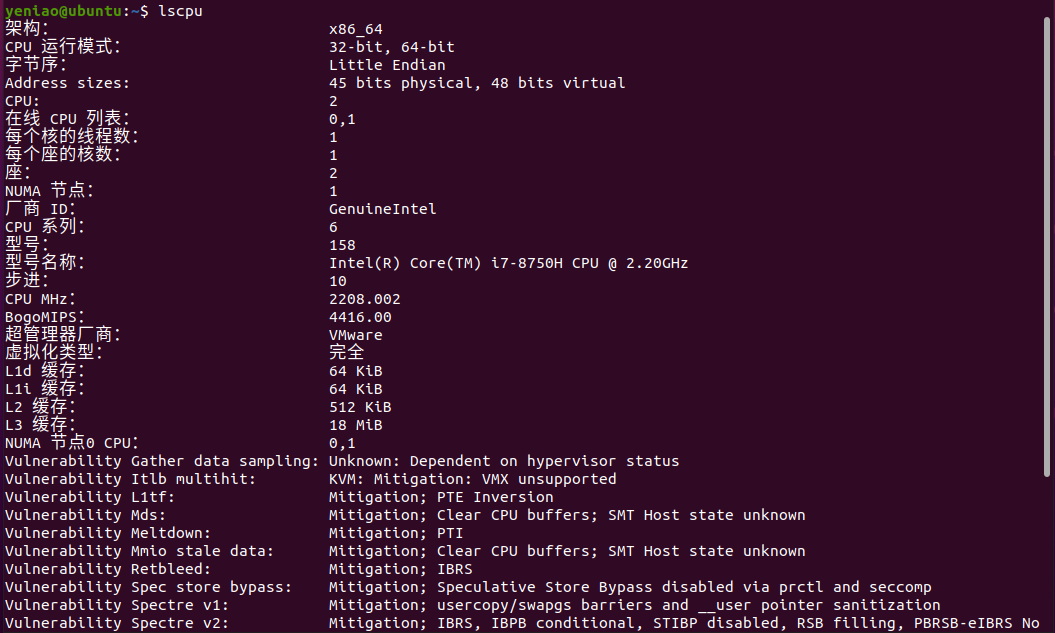 yeniao@ubuntu:~$ lscpu
架构： x86_64
CPU 运行模式： 32-bit, 64-bit
字节序： Little Endian
Address sizes: 45 bits physical, 48 bits virtual
CPU: 2
在线 CPU 列表： 0,1
每个核的线程数： 1
每个座的核数： 1
座： 2
NUMA 节点： 1
厂商 ID： GenuineIntel
CPU 系列： 6
型号： 158
型号名称： Intel(R) Core(TM) i7-8750H CPU @ 2.20GHz
步进： 10
CPU MHz： 2208.002
BogoMIPS： 4416.00
超管理器厂商： VMware
虚拟化类型： 完全
L1d 缓存： 64 KiB
L1i 缓存： 64 KiB
L2 缓存： 512 KiB
L3 缓存： 18 MiB
NUMA 节点0 CPU： 0,1
Vulnerability Gather data sampling: Unknown: Dependent on hypervisor status
Vulnerability Itlb multihit: KVM: Mitigation: VMX unsupported
Vulnerability L1tf: Mitigation; PTE Inversion
Vulnerability Mds: Mitigation; Clear CPU buffers; SMT Host state unknown
Vulnerability Meltdown: Mitigation; PTI
Vulnerability Mmio stale data: Mitigation; Clear CPU buffers; SMT Host state unknown
Vulnerability Retbleed: Mitigation; IBRS
Vulnerability Spec store bypass: Mitigation; Speculative Store Bypass disabled via prctl and seccomp
Vulnerability Spectre v1: Mitigation; usercopy/swapgs barriers and __user pointer sanitization
Vulnerability Spectre v2: Mitigation; IBRS, IBPB conditional, STIBP disabled, RSB filling, PBRSB-eIBRS No